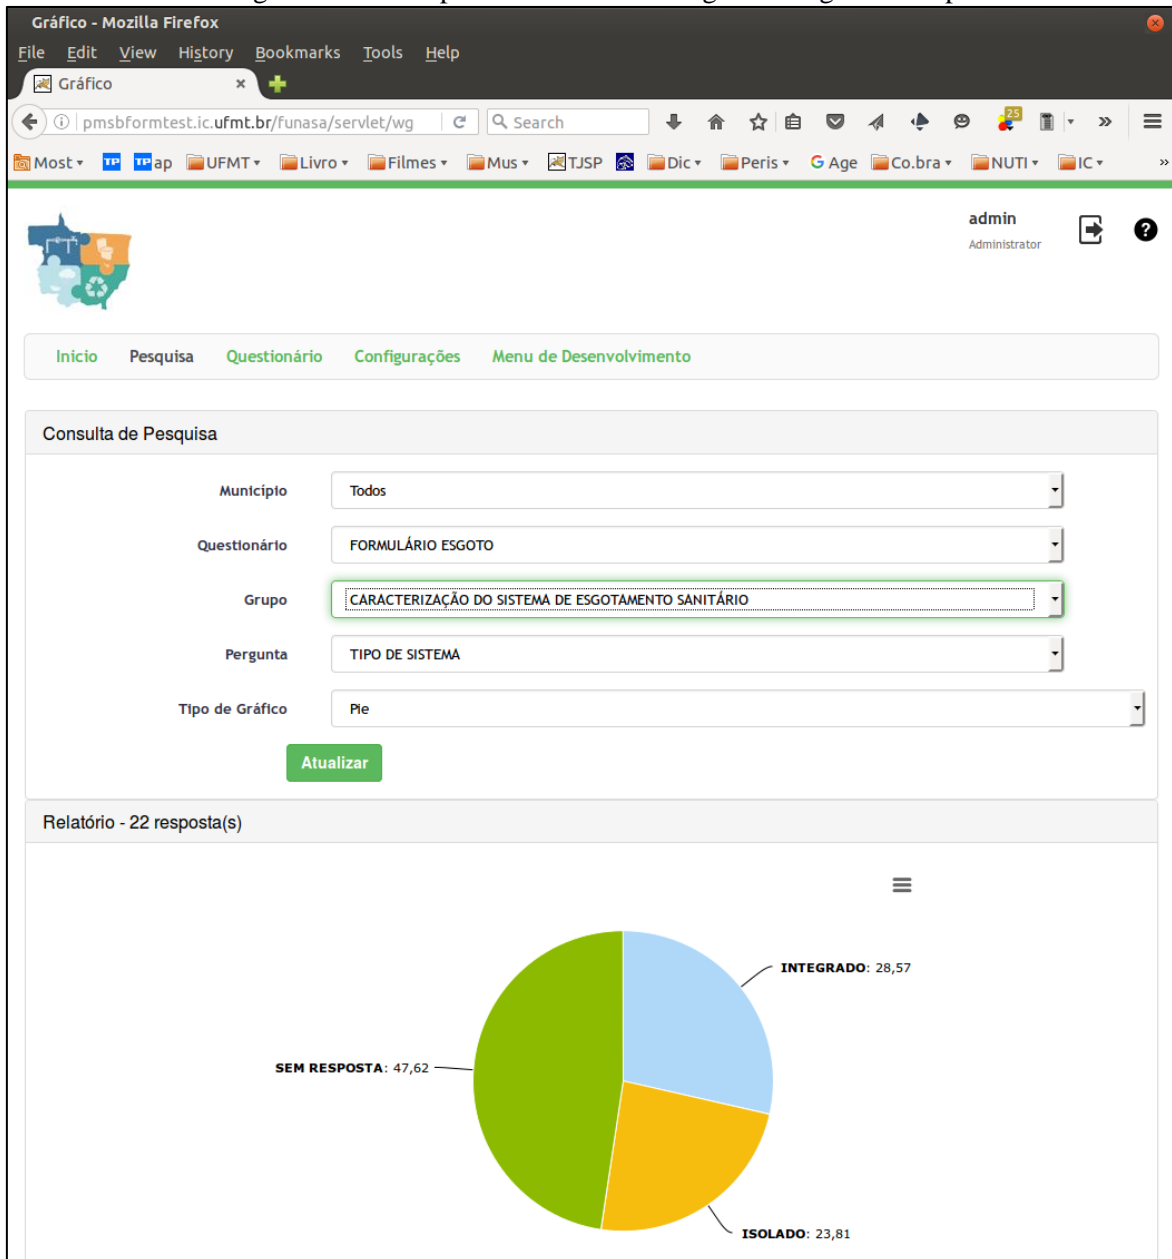 Gráfico - Mozilla Firefox
File Edit View History Bookmarks Tools Help
Gráfico
pmsbformtest.ic.ufmt.br/funasa/servlet/wg Search 25
Most TP TP ap UFMT Livro Filmes Mus TJSP Dic Peris G Age Co.bra NUTI IC
admin
Administrator
Inicio Pesquisa Questionário Configurações Menu de Desenvolvimento
Consulta de Pesquisa
Município Todos
Questionário FORMULÁRIO ESGOTO
Grupo CARACTERIZAÇÃO DO SISTEMA DE ESGOTAMENTO SANITÁRIO
Pergunta TIPO DE SISTEMA
Tipo de Gráfico Pie
Atualizar
Relatório - 22 resposta(s)
INTEGRADO: 28,57
SEM RESPOSTA: 47,62
ISOLADO: 23,81